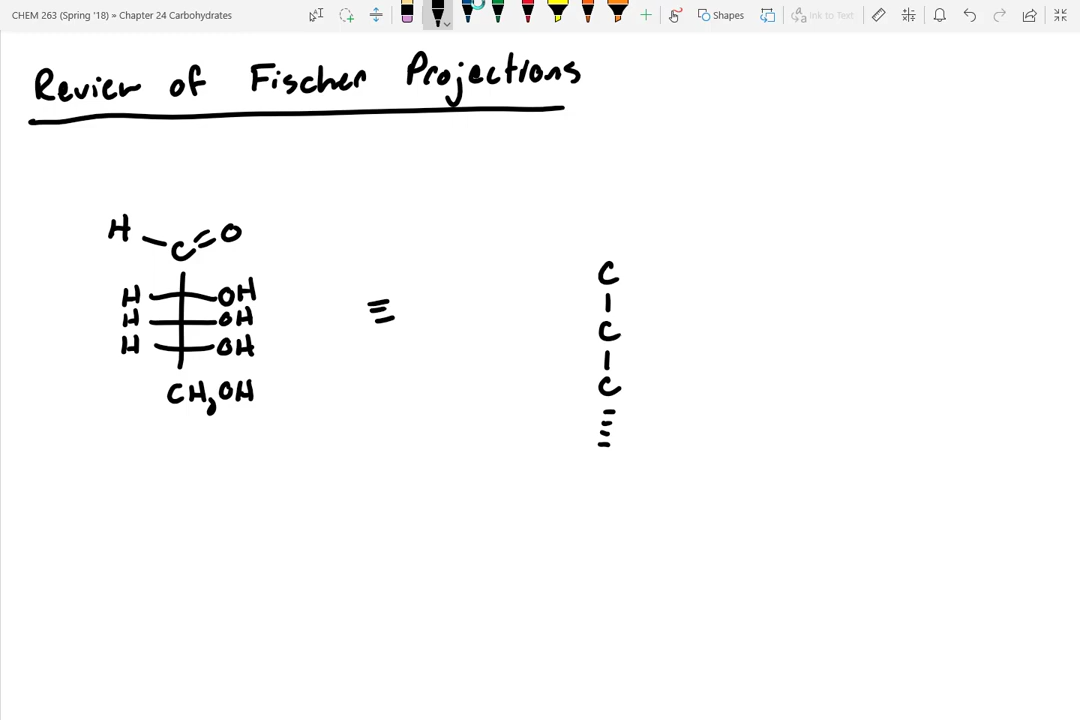 CHEM 263 (Spring '18) » Chapter 24 Carbohydrates
Shapes
Ink to Text
Review of Fischer Projections
H C O
H OH
H OH
H OH
CH2OH
≡
C
C
C